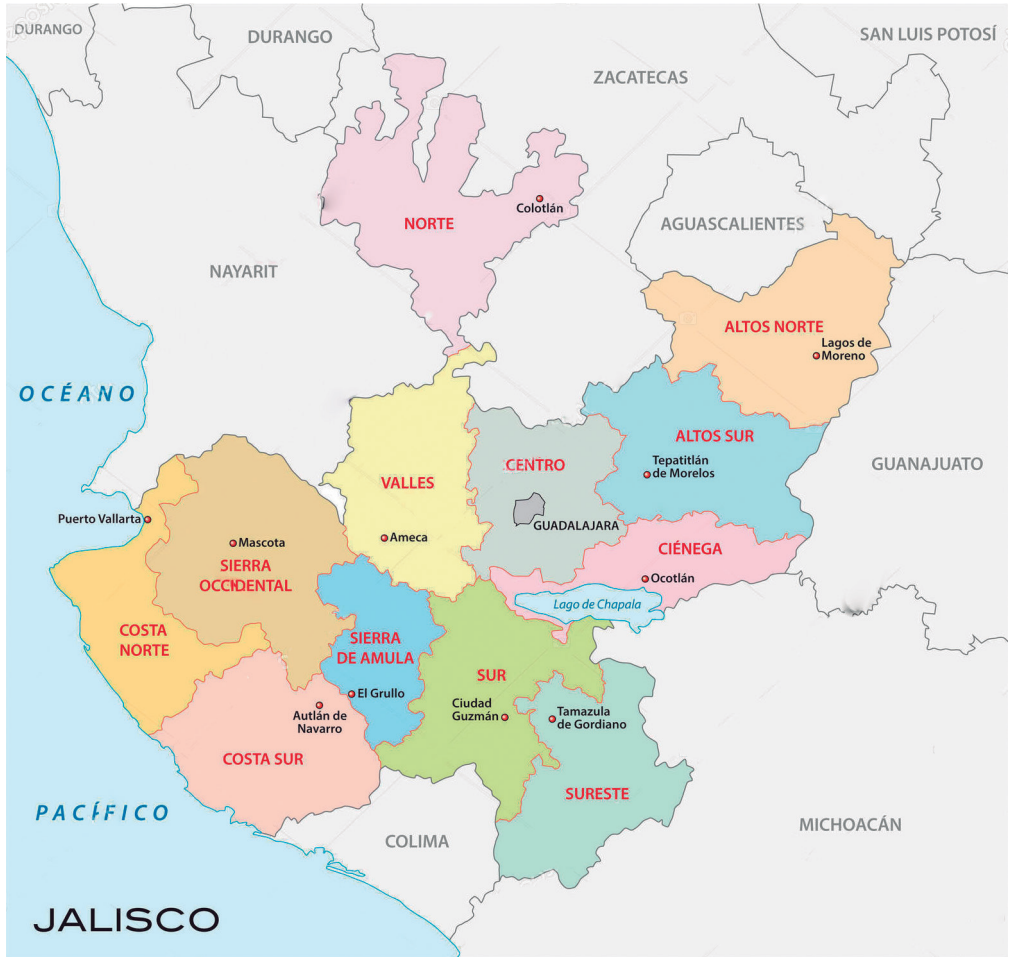 DURANGO
DURANGO
SAN LUIS POTOSÍ
ZACATECAS
Colotlán
NORTE
AGUASCALIENTES
NAYARIT
ALTOS NORTE
Lagos de
Moreno
OCÉANO
ALTOS SUR
Tepatitlán
de Morelos
CENTRO
GUANAJUATO
VALLES
Puerto Vallarta
GUADALAJARA
Ameca
Mascota
CIÉNEGA
SIERRA
OCCIDENTAL
Ocotlán
Lago de Chapala
COSTA
NORTE
SIERRA
DE AMULA
SUR
El Grullo
Ciudad
Guzmán
Tamazula
de Gordiano
Autlán de
Navarro
COSTA SUR
SURESTE
PACÍFICO
MICHOACÁN
COLIMA
JALISCO